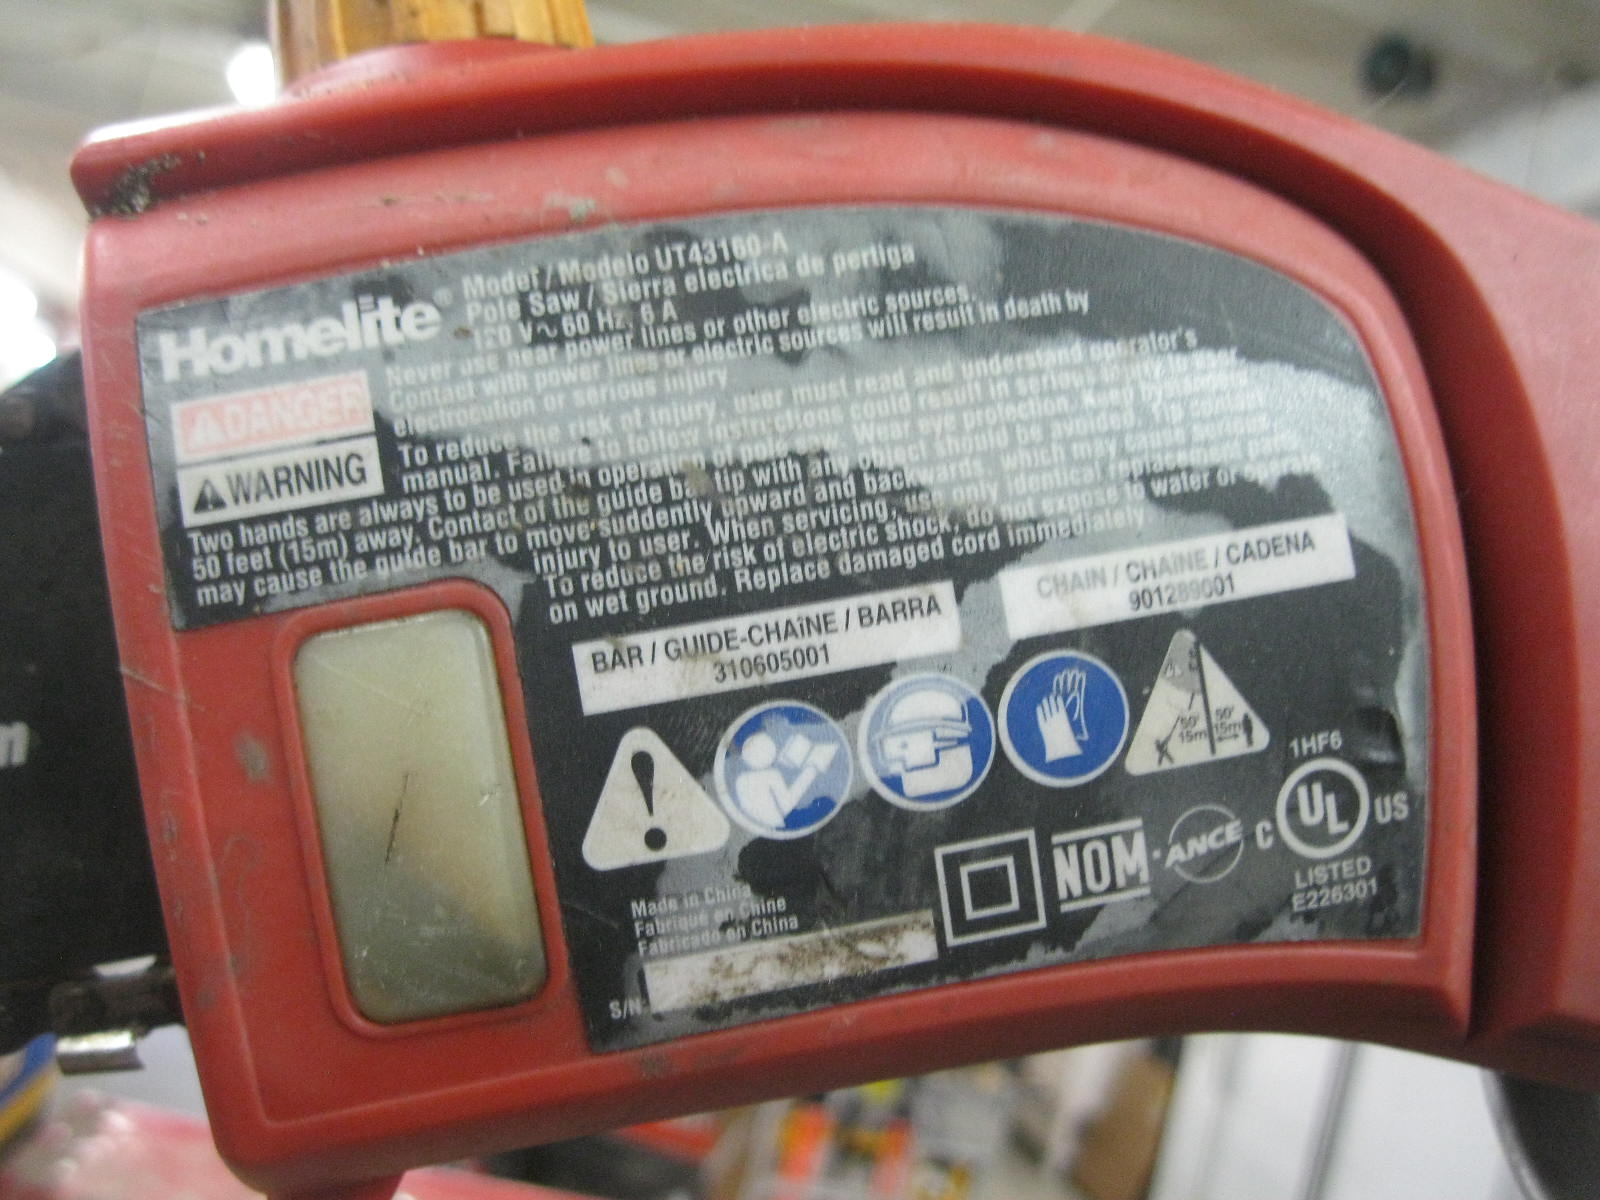 Homelite®
Model / Modelo UT43160-A
Pole Saw / Sierra electrica de pertiga
120 V ~ 60 Hz, 6 A
Never use near power lines or other electric sources
Contact with power lines or electric sources will result in death by
electrocution or serious injury
DANGER
WARNING
To reduce the risk of injury, user must read and understand operator's
manual. Failure to follow instructions could result in serious
Two hands are always to be used in operation of pole saw. Wear eye protection. Keep bystanders
50 feet (15m) away. Contact of the guide bar tip with any object should be avoided. Tip contact
may cause the guide bar to move suddenly upward and backwards, which may cause serious
injury to user. When servicing, use only identical replacement parts
To reduce the risk of electric shock, do not expose to water or
on wet ground. Replace damaged cord immediately.
BAR / GUIDE-CHAîNE / BARRA
310605001
CHAIN / CHAîNE / CADENA
901289001
50'
15m
50'
15m
1HF6
C UL US
LISTED
E226301
NOM-ANCE
Made in China
Fabriqué en Chine
Fabricado en China
S/N
m